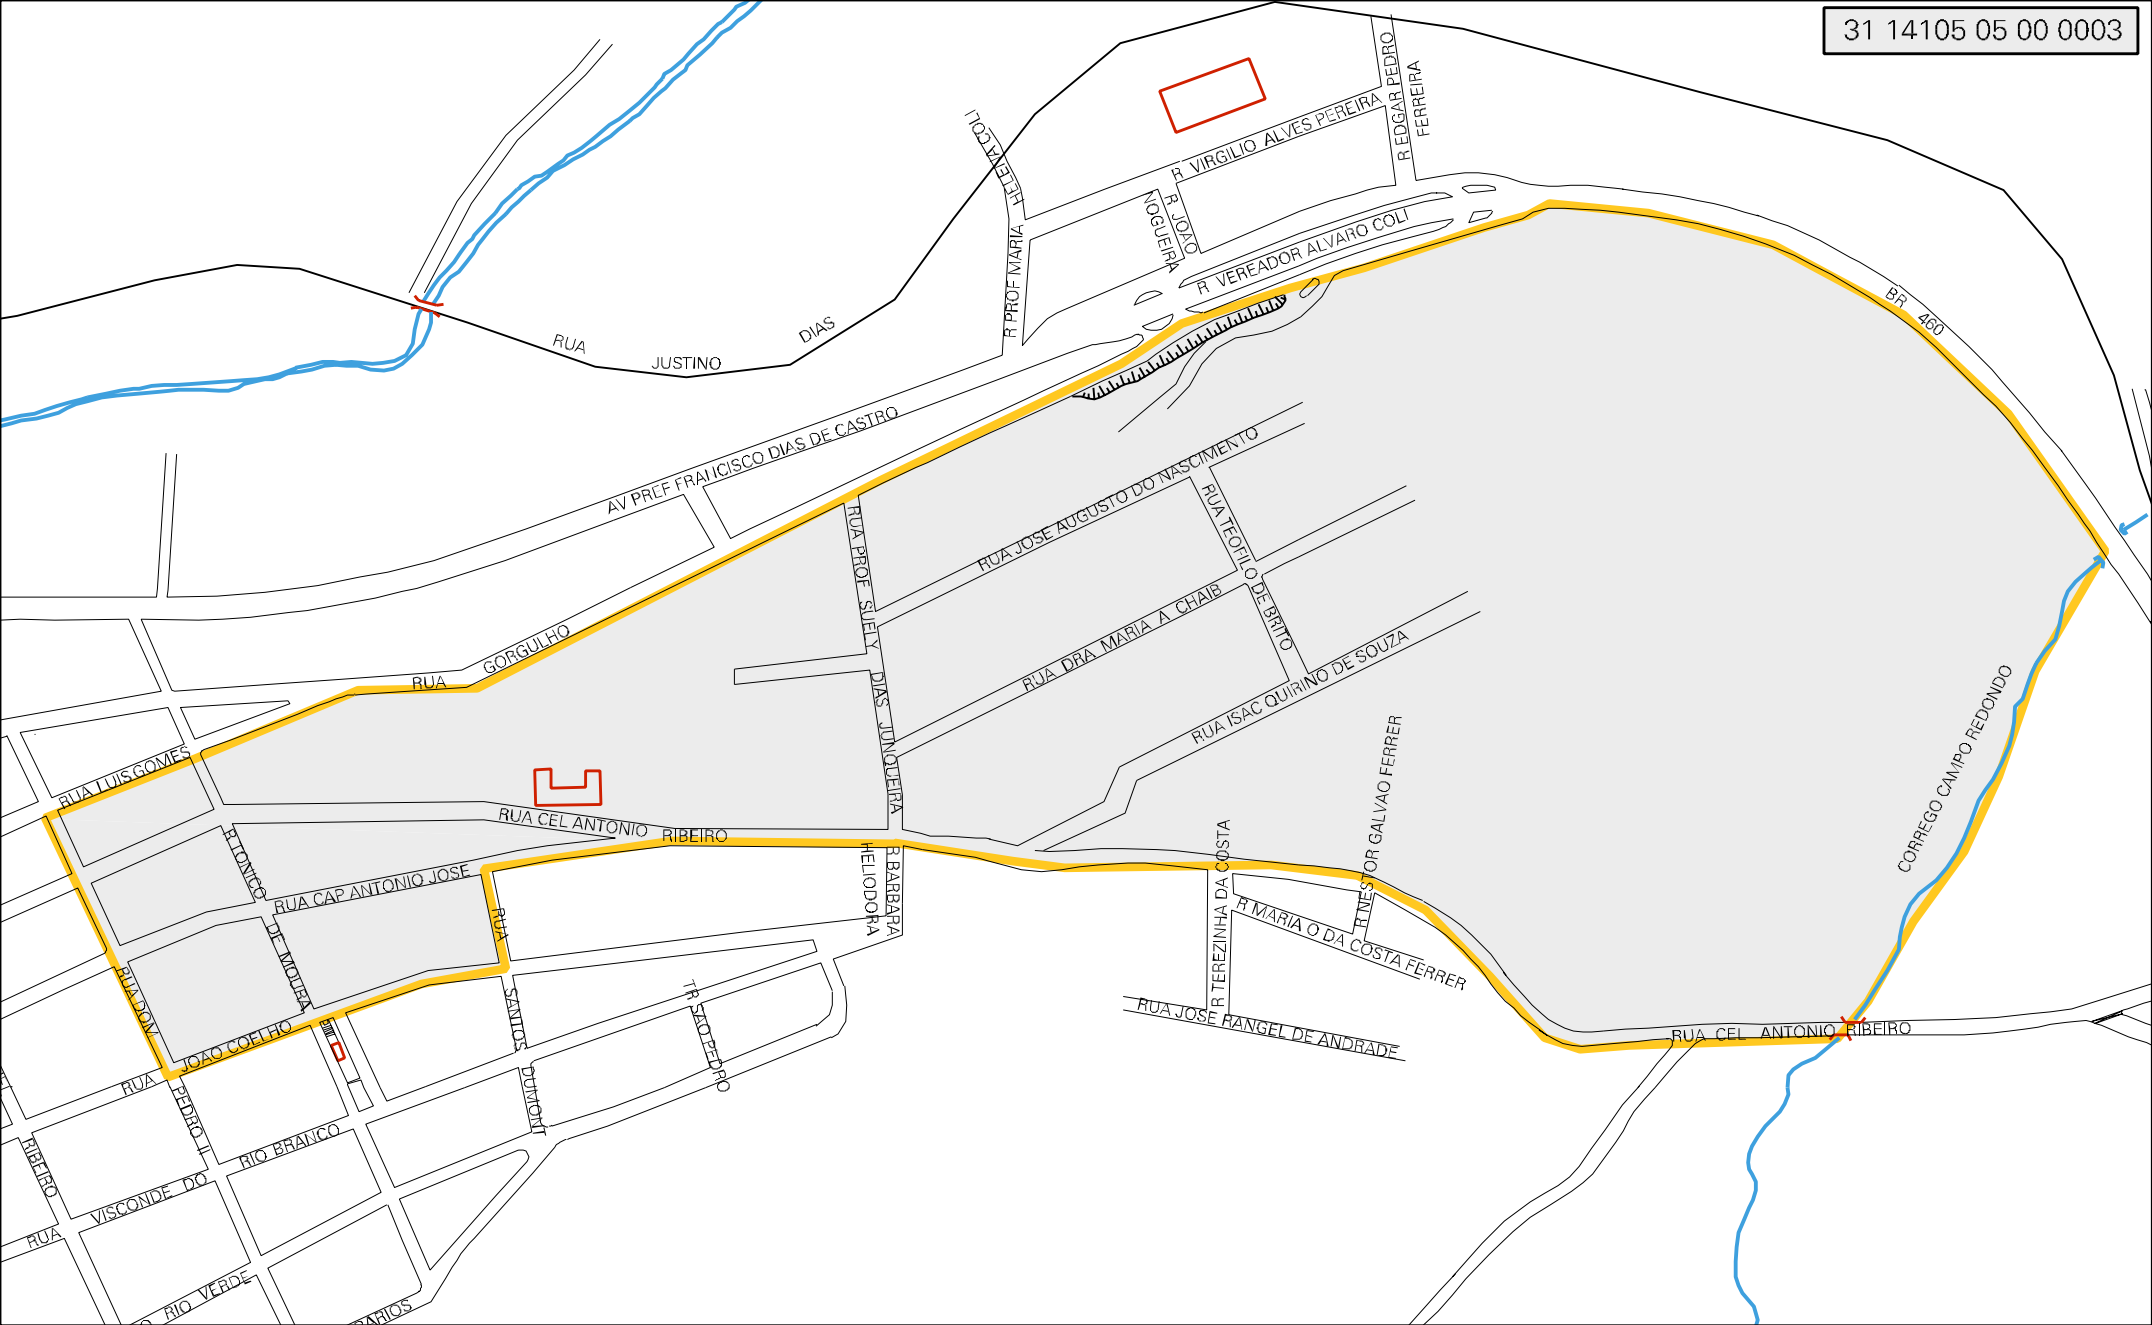 31 14105 05 00 0003
R EDGAR PEDRO
FERREIRA
R VIRGILIO ALVES PEREIRA
HELENA COLI
R PROF MARIA
R JOAO
NOGUEIRA
R VEREADOR ALVARO COLI
BR 460
RUA JUSTINO DIAS
AV PREF FRANCISCO DIAS DE CASTRO
RUA JOSE AUGUSTO DO NASCIMENTO
RUA TEOFILO DE BRITO
RUA PROF SUELY DIAS JUNQUEIRA
RUA DRA MARIA A CHAIB
RUA ISAC QUIRINO DE SOUZA
RUA GORGULHO
RUA LUIS GOMES
R NESTOR GALVAO FERRER
CORREGO CAMPO REDONDO
RUA CEL ANTONIO RIBEIRO
R TONICO DE MOURA
RUA CAP ANTONIO JOSE
R BARBARA
HELIODORA
R TEREZINHA DA COSTA
R MARIA O DA COSTA FERRER
RUA JOSE RANGEL DE ANDRADE
RUA CEL ANTONIO RIBEIRO
RUA SANTOS DUMONT
TR SAO PEDRO
RUA DOM PEDRO II
RUA JOAO COELHO
RIBEIRO
RUA VISCONDE DO RIO BRANCO
RIO VERDE